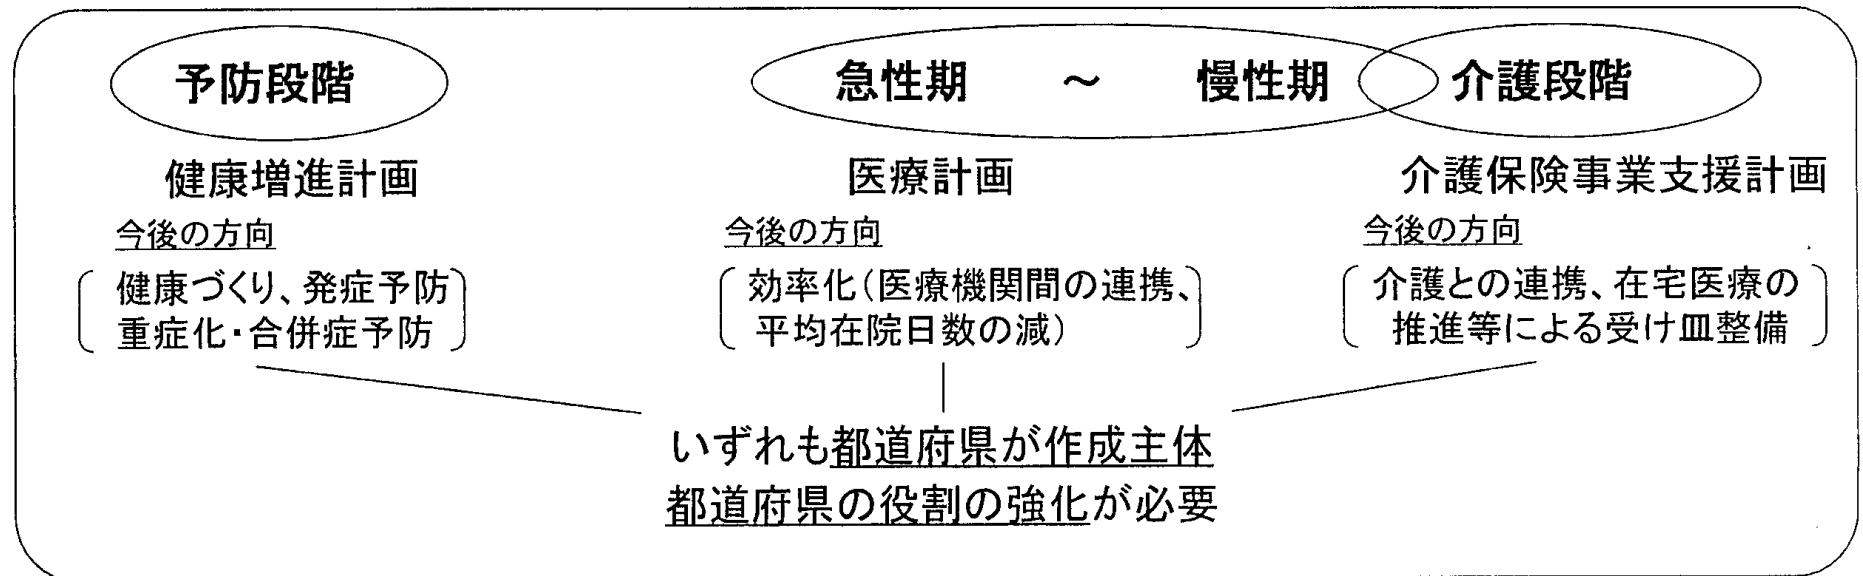 予防段階
急性期 ～ 慢性期
介護段階
健康増進計画
今後の方向
健康づくり、発症予防
重症化・合併症予防
医療計画
今後の方向
効率化（医療機関間の連携、
平均在院日数の減）
介護保険事業支援計画
今後の方向
介護との連携、在宅医療の
推進等による受け皿整備
いずれも都道府県が作成主体
都道府県の役割の強化が必要